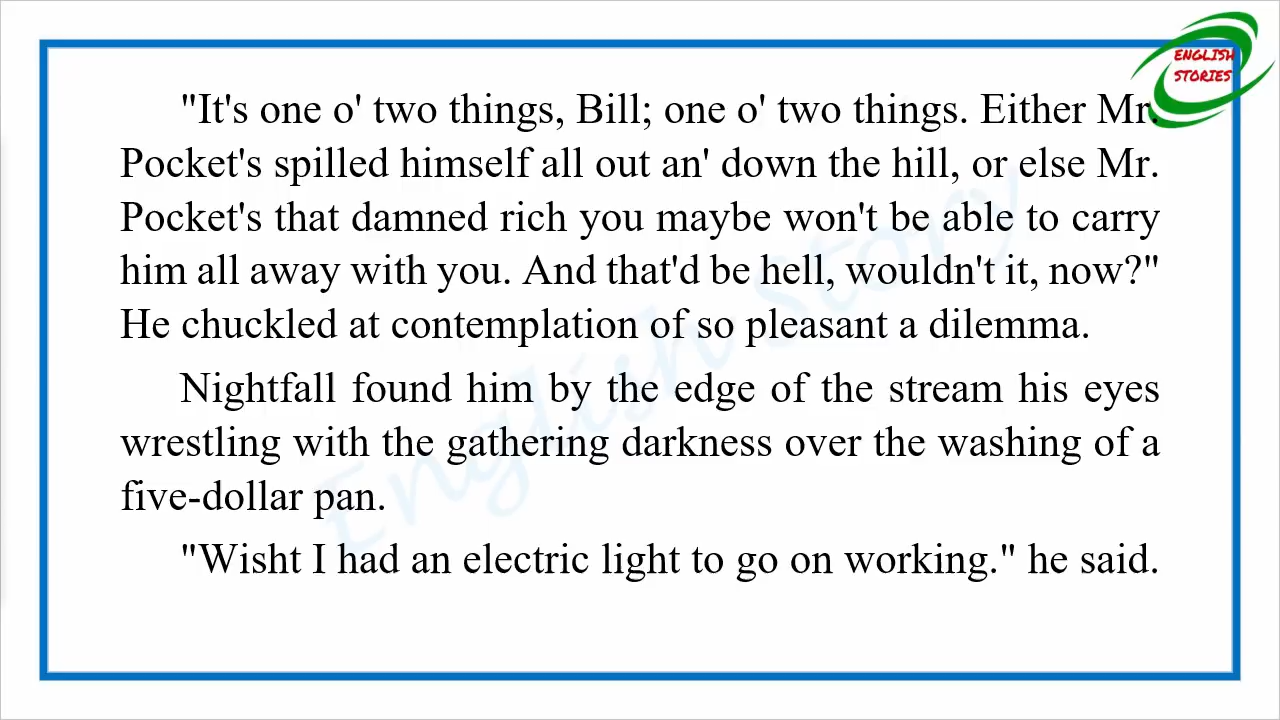 ENGLISH
STORIES
"It's one o' two things, Bill; one o' two things. Either Mr.
Pocket's spilled himself all out an' down the hill, or else Mr.
Pocket's that damned rich you maybe won't be able to carry
him all away with you. And that'd be hell, wouldn't it, now?"
He chuckled at contemplation of so pleasant a dilemma.
Nightfall found him by the edge of the stream his eyes
wrestling with the gathering darkness over the washing of a
five-dollar pan.
"Wisht I had an electric light to go on working." he said.
English Story